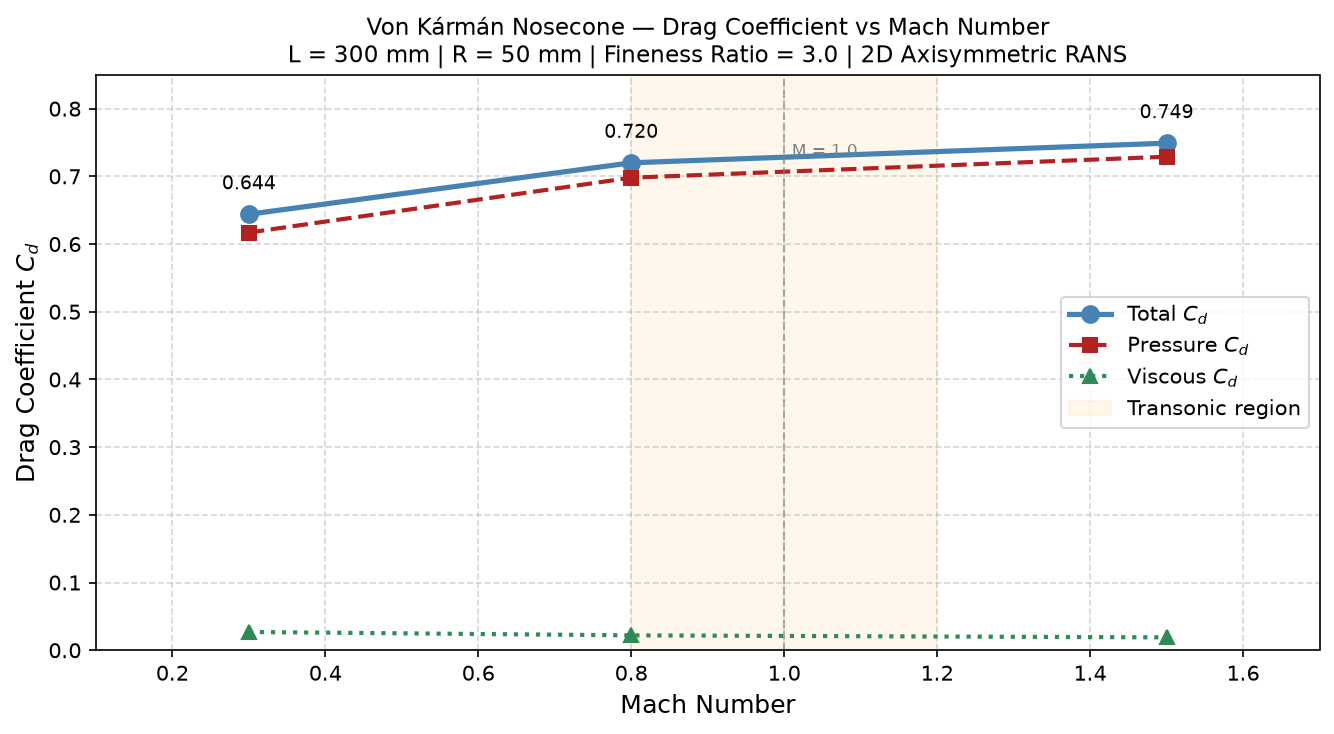 Von Kármán Nosecone — Drag Coefficient vs Mach Number
L = 300 mm | R = 50 mm | Fineness Ratio = 3.0 | 2D Axisymmetric RANS
Drag Coefficient C_d
0.8
0.7
0.6
0.5
0.4
0.3
0.2
0.1
0.0
0.644
0.720
0.749
M = 1.0
Total C_d
Pressure C_d
Viscous C_d
Transonic region
0.2 0.4 0.6 0.8 1.0 1.2 1.4 1.6
Mach Number